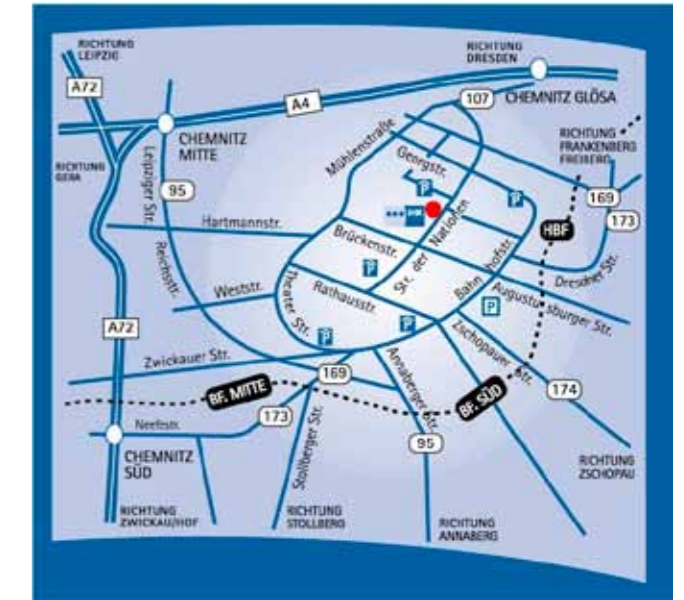 RICHTUNG
LEIPZIG
RICHTUNG
DRESDEN
A72
A4
107
CHEMNITZ GLÖSA
CHEMNITZ
MITTE
Mühlenstraße
Georgstr.
RICHTUNG
FRANKENBERG
FREIBERG
RICHTUNG
GERA
Leipziger Str.
95
P
P
169
173
Hartmannstr.
Brückenstr.
Str. der Nationen
HBF
Reichsstr.
P
Bahnhofstr.
Dresdner Str.
Weststr.
Theater Str.
Rathausstr.
P
Augustusburger Str.
A72
P
P
Zschopauer Str.
Zwickauer Str.
169
Annaberger Str.
BF. MITTE
BF. SÜD
174
173
Neefestr.
Stollberger Str.
95
CHEMNITZ
SÜD
RICHTUNG
ZSCHOPAU
RICHTUNG
ZWICKAU/HOF
RICHTUNG
STOLLBERG
RICHTUNG
ANNABERG